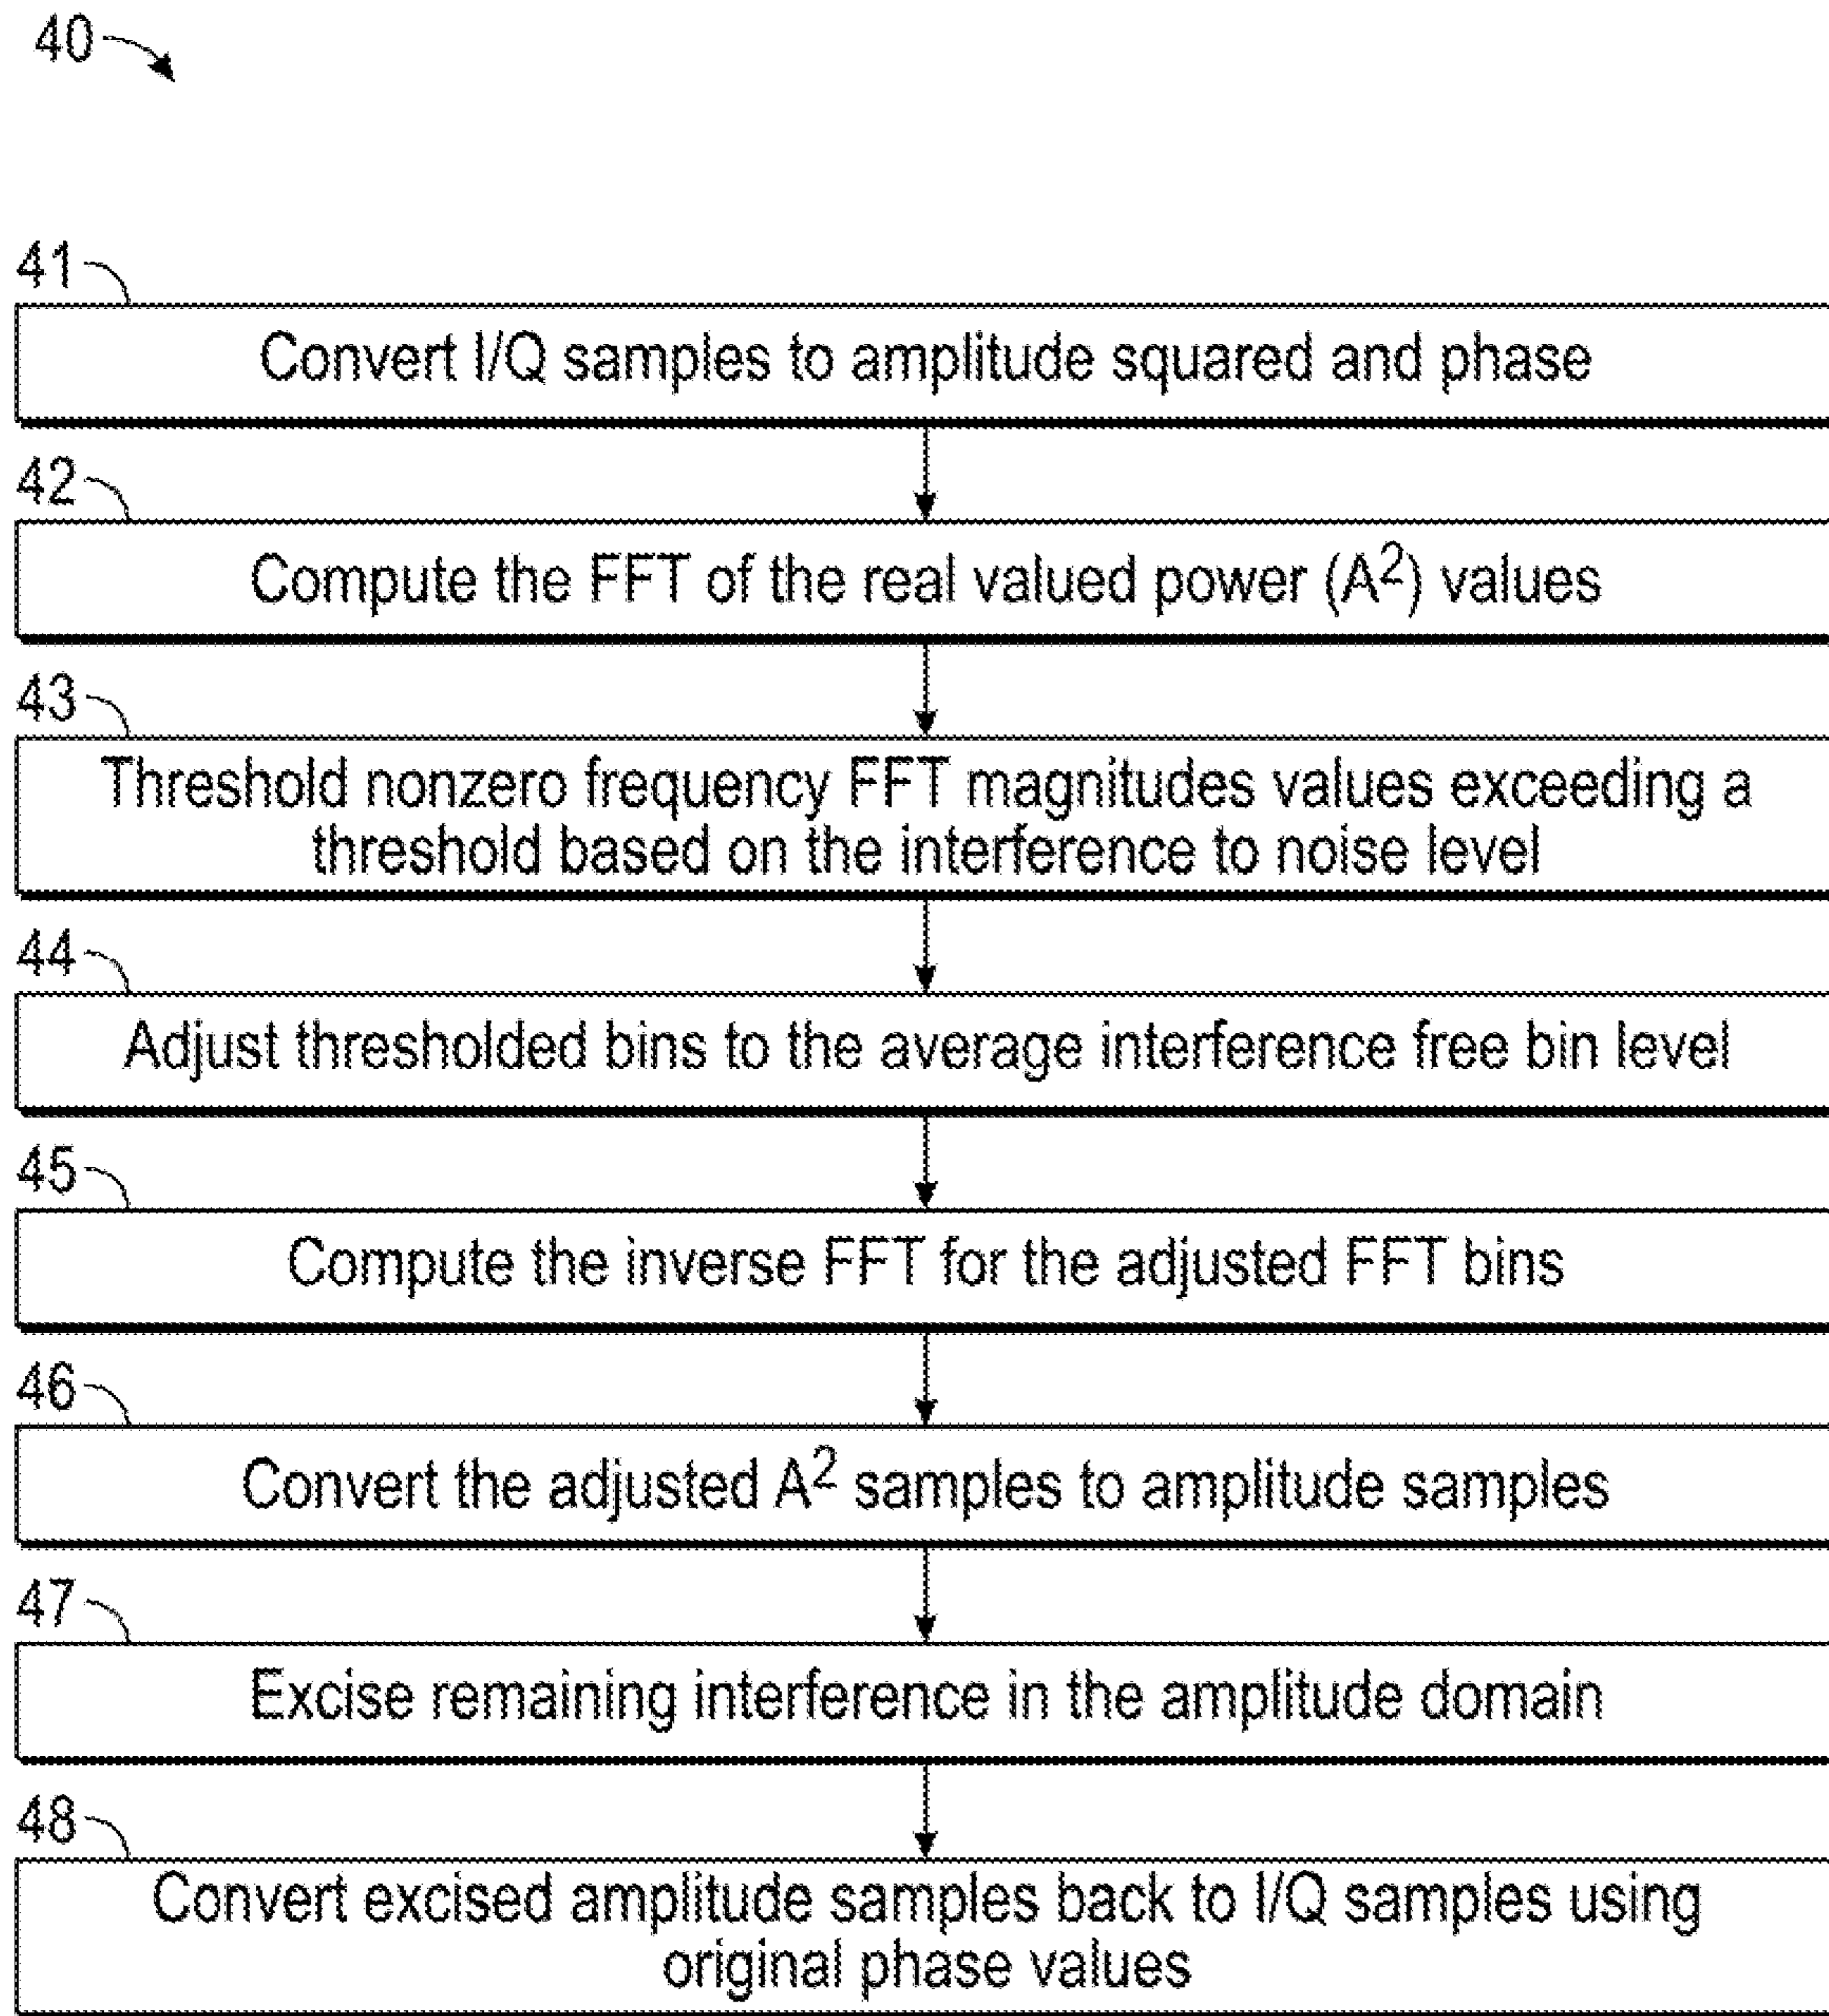 40
41
Convert I/Q samples to amplitude squared and phase
42
Compute the FFT of the real valued power (A²) values
43
Threshold nonzero frequency FFT magnitudes values exceeding a
threshold based on the interference to noise level
44
Adjust thresholded bins to the average interference free bin level
45
Compute the inverse FFT for the adjusted FFT bins
46
Convert the adjusted A² samples to amplitude samples
47
Excise remaining interference in the amplitude domain
48
Convert excised amplitude samples back to I/Q samples using
original phase values